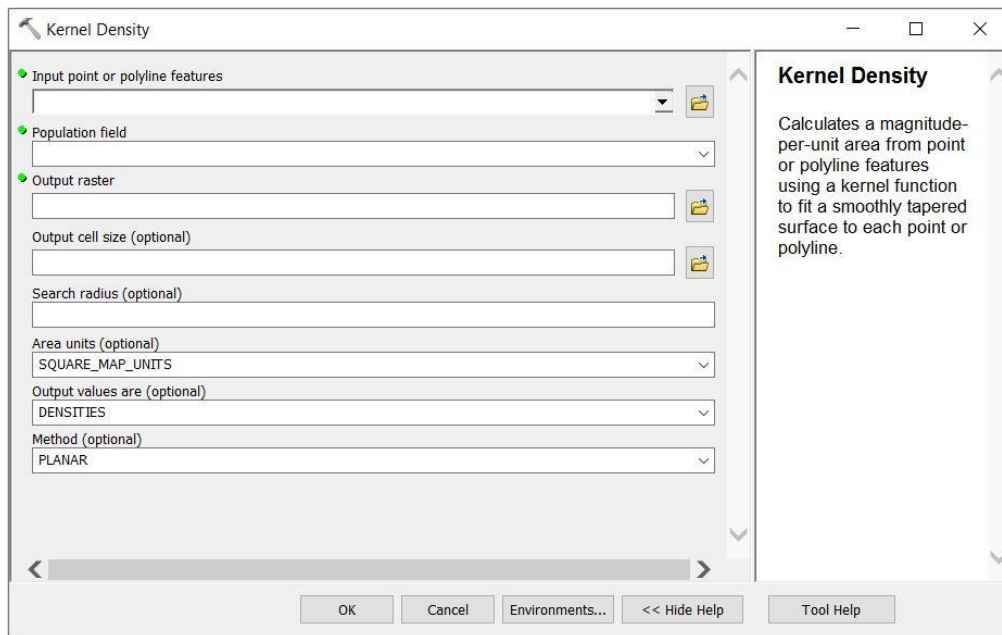 Kernel Density
Input point or polyline features
Population field
Output raster
Output cell size (optional)
Search radius (optional)
Area units (optional)
SQUARE_MAP_UNITS
Output values are (optional)
DENSITIES
Method (optional)
PLANAR
Kernel Density
Calculates a magnitude-
per-unit area from point
or polyline features
using a kernel function
to fit a smoothly tapered
surface to each point or
polyline.
OK
Cancel
Environments...
<< Hide Help
Tool Help